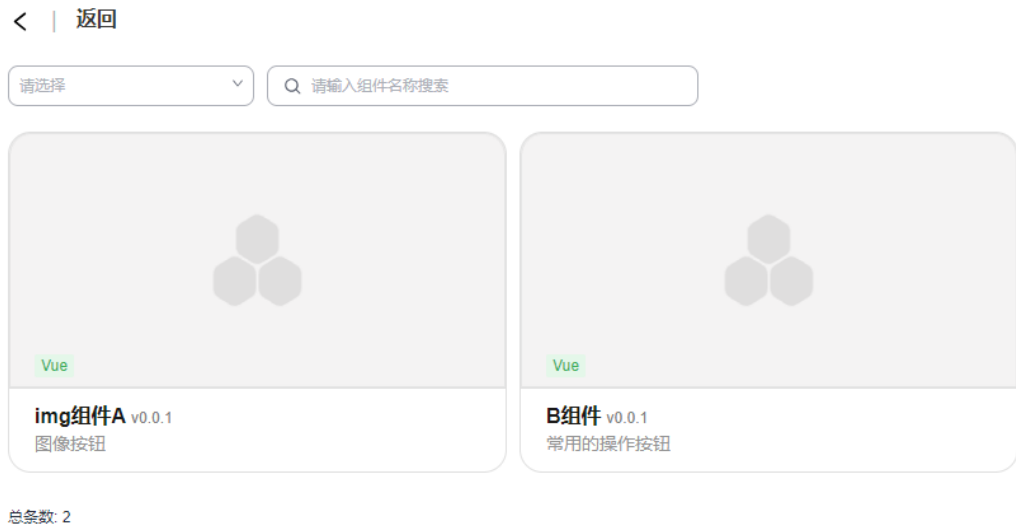 返回
请选择
请输入组件名称搜索
Vue
Vue
img组件A v0.0.1
图像按钮
B组件 v0.0.1
常用的操作按钮
总条数: 2